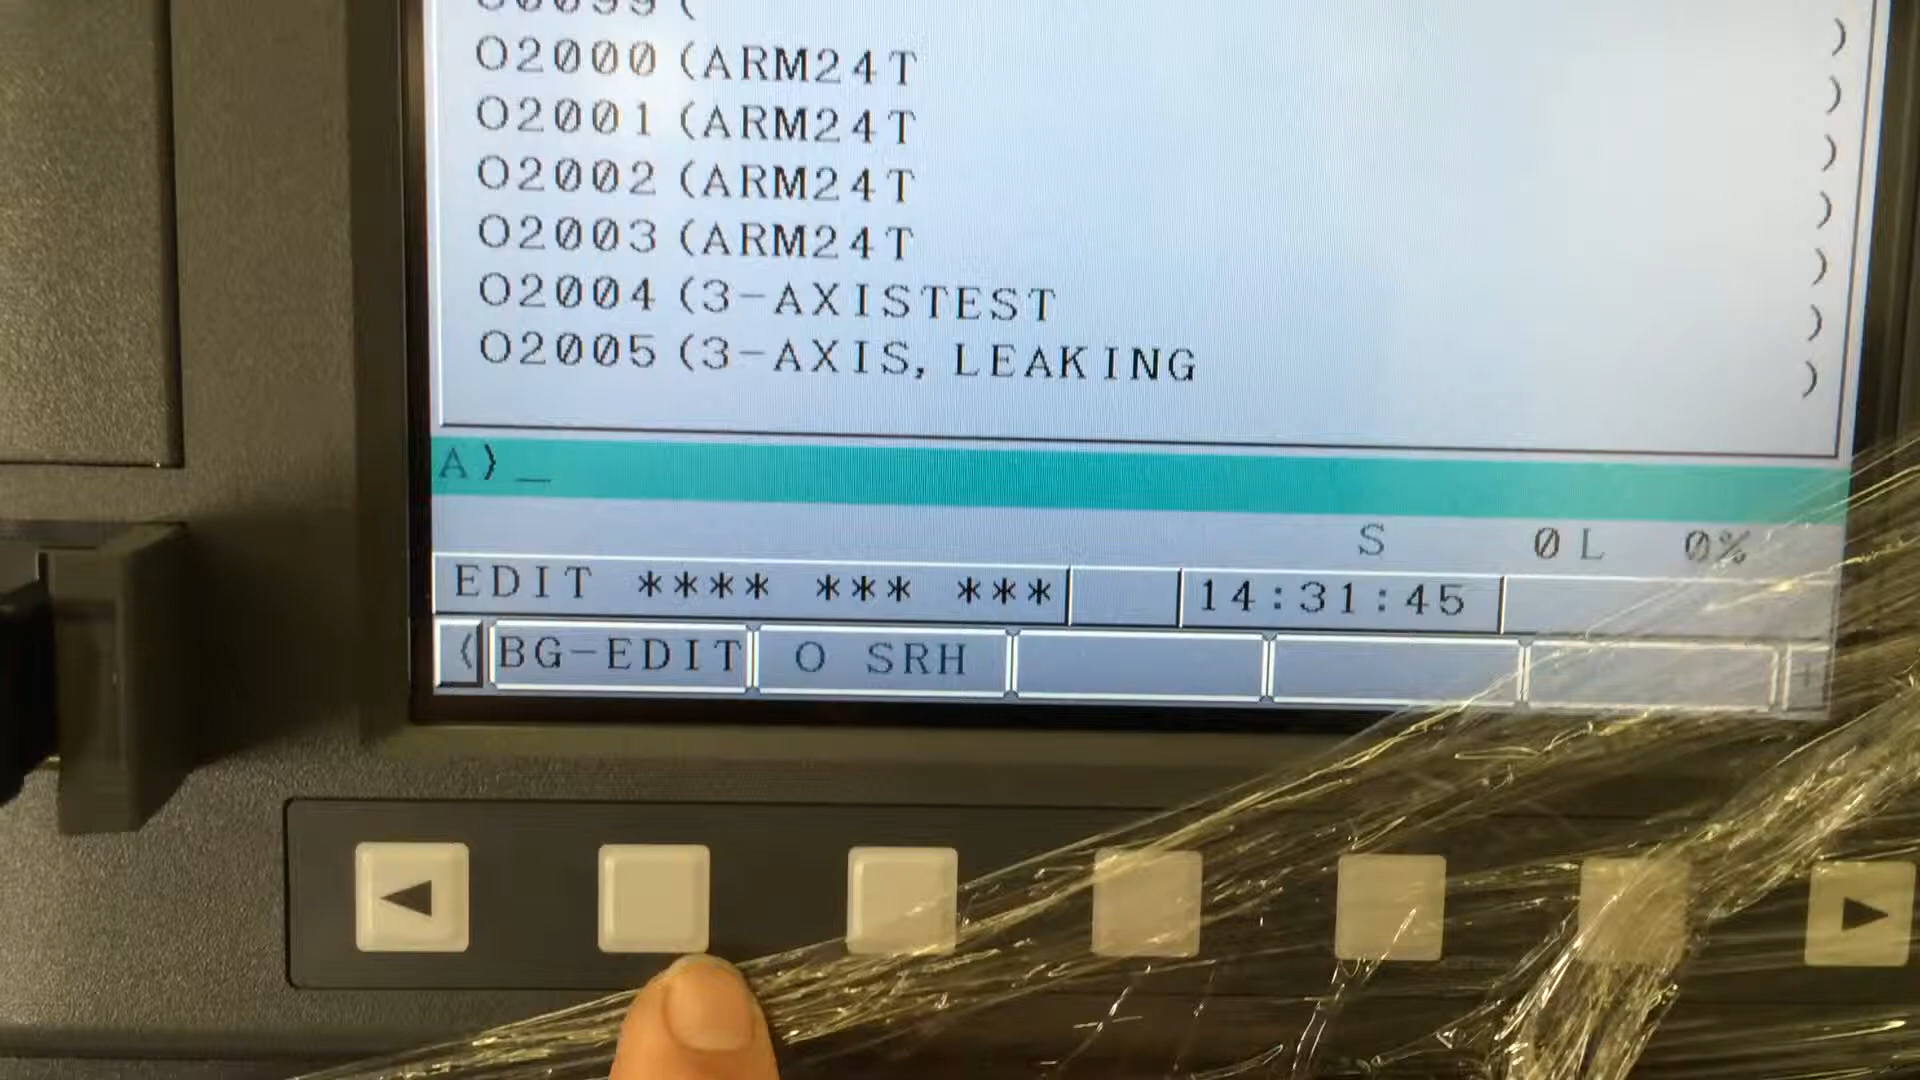 O2000 (ARM24T )
O2001 (ARM24T )
O2002 (ARM24T )
O2003 (ARM24T )
O2004 (3-AXISTEST )
O2005 (3-AXIS, LEAKING )
A) _
S 0 L 0%
EDIT **** *** *** 14:31:45
( BG-EDIT O SRH +